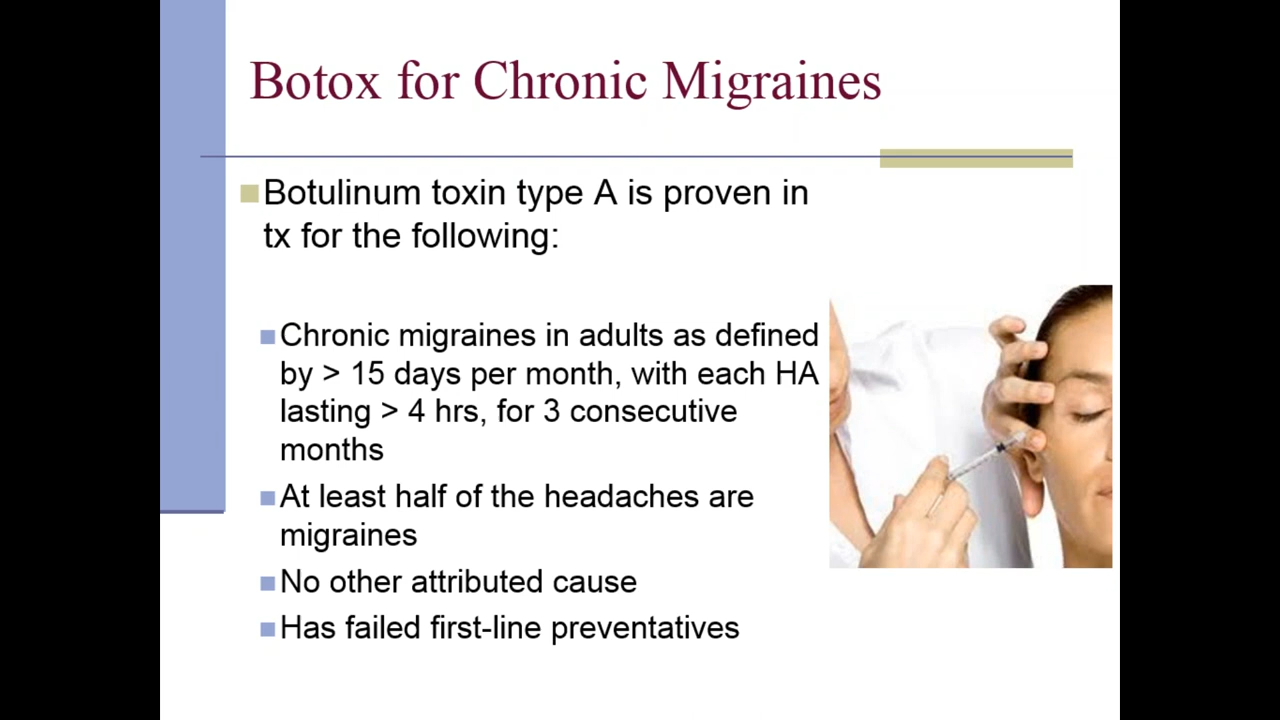 Botox for Chronic Migraines
Botulinum toxin type A is proven in
tx for the following:
Chronic migraines in adults as defined
by > 15 days per month, with each HA
lasting > 4 hrs, for 3 consecutive
months
At least half of the headaches are
migraines
No other attributed cause
Has failed first-line preventatives